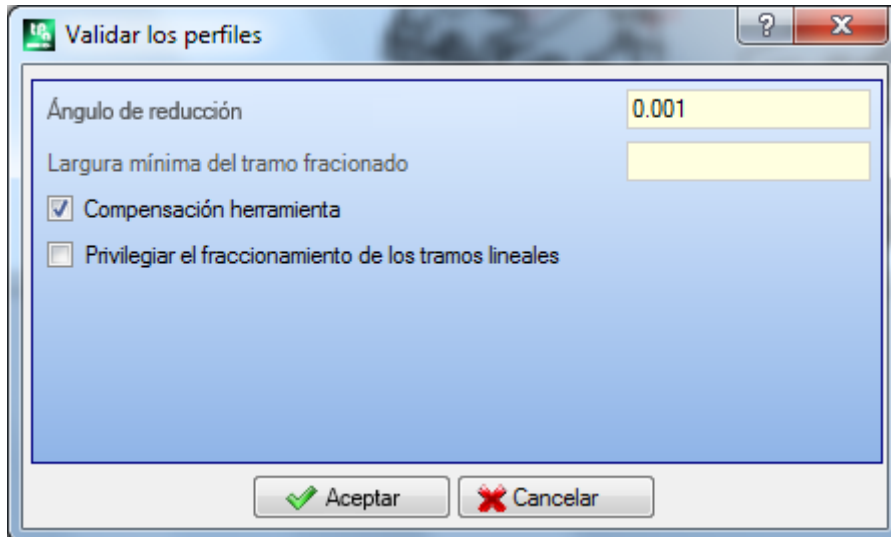 Validar los perfiles
Ángulo de reducción 0.001
Largura mínima del tramo fracionado
Compensación herramienta
Privilegiar el fraccionamiento de los tramos lineales
Aceptar Cancelar